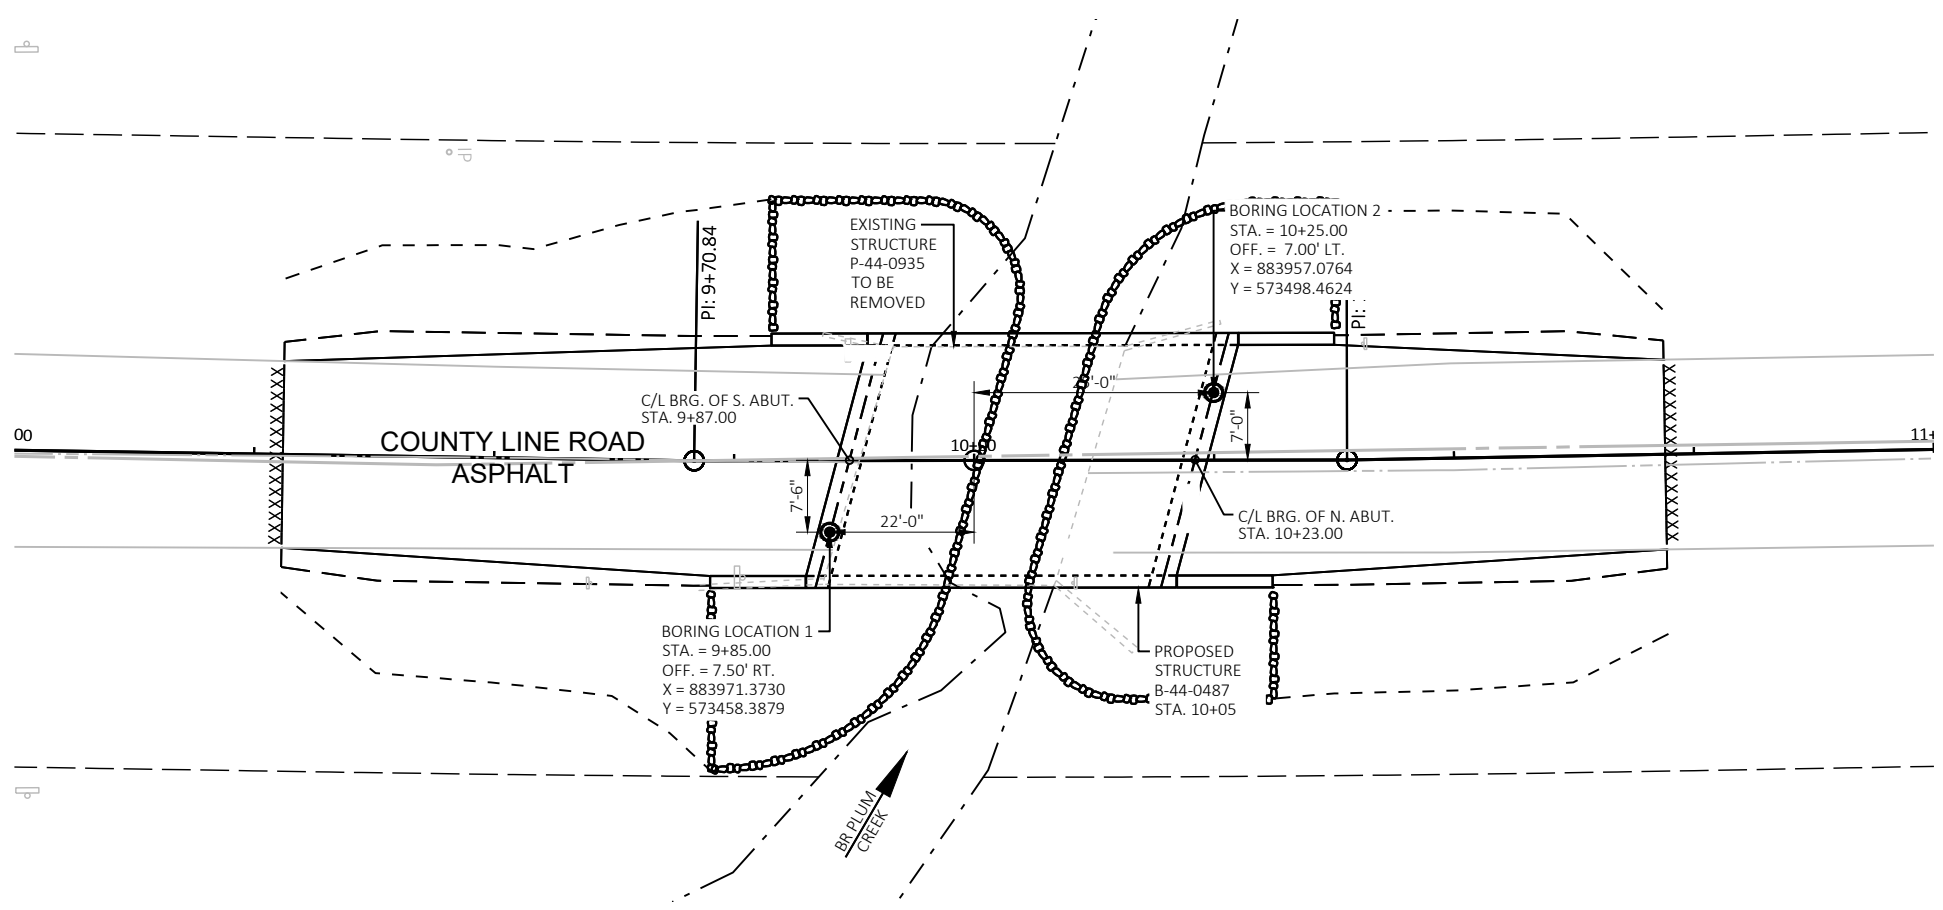 IP
EXISTING
STRUCTURE
P-44-0935
TO BE
REMOVED
BORING LOCATION 2
STA. = 10+25.00
OFF. = 7.00' LT.
X = 883957.0764
Y = 573498.4624
PI: 9+70.84
PI:
C/L BRG. OF S. ABUT.
STA. 9+87.00
7'-0"
00
COUNTY LINE ROAD
ASPHALT
10+00
11+
7'-6"
22'-0"
C/L BRG. OF N. ABUT.
STA. 10+23.00
BORING LOCATION 1
STA. = 9+85.00
OFF. = 7.50' RT.
X = 883971.3730
Y = 573458.3879
PROPOSED
STRUCTURE
B-44-0487
STA. 10+05
BR PLUM
CREEK